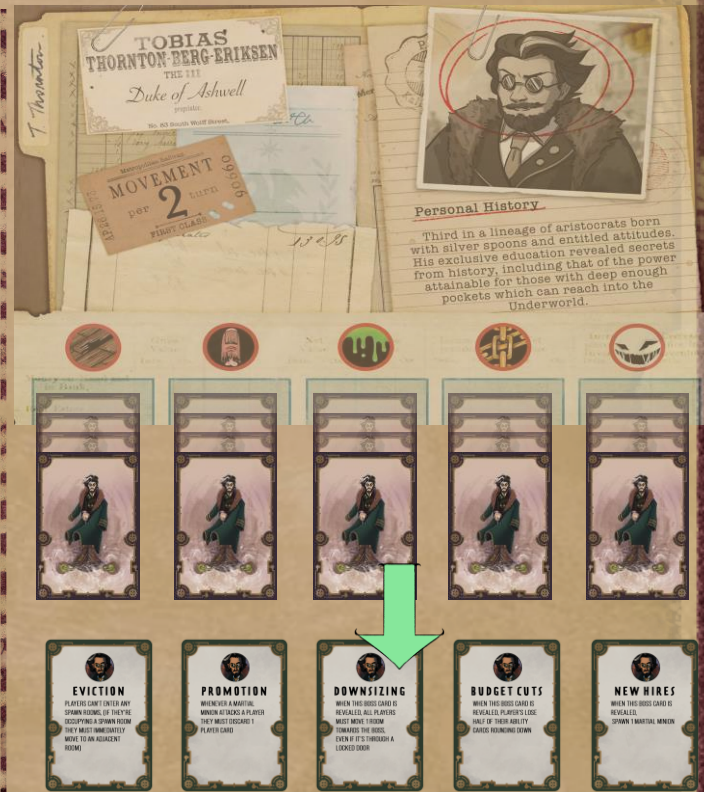 T. Thornton
TOBIAS
THORNTON-BERG-ERIKSEN
THE III
Duke of Ashwell
proprietor.
No. 83 South Wulff Street,
Metropolitan Railway
MOVEMENT
per 2 turn
FIRST CLASS
09060
Personal History
Third in a lineage of aristocrats born
with silver spoons and entitled attitudes.
His exclusive education revealed secrets
from history, including that of the power
attainable for those with deep enough
pockets which can reach into the
Underworld.
EVICTION
PLAYERS CAN'T ENTER ANY
SPAWN ROOMS, (IF THEY'RE
OCCUPYING A SPAWN ROOM
THEY MUST IMMEDIATELY
MOVE TO AN ADJACENT
ROOM)
PROMOTION
WHENEVER A MARTIAL
MINION ATTACKS A PLAYER
THEY MUST DISCARD 1
PLAYER CARD
DOWNSIZING
WHEN THIS BOSS CARD IS
REVEALED, ALL PLAYERS
MUST MOVE 1 ROOM
TOWARDS THE BOSS,
EVEN IF IT'S THROUGH A
LOCKED DOOR
BUDGET CUTS
WHEN THIS BOSS CARD IS
REVEALED, PLAYER'S LOSE
HALF OF THEIR ABILITY
CARDS ROUNDING DOWN
NEW HIRES
WHEN THIS BOSS CARD IS
REVEALED,
SPAWN 1 MARTIAL MINION